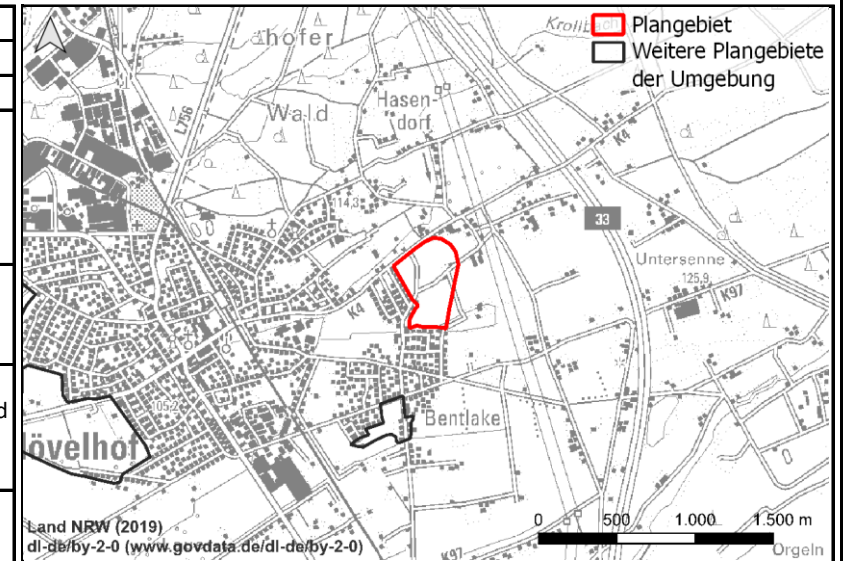 Krollbach
Plangebiet
Weitere Plangebiete
der Umgebung
hofer
Wald
Hasen-
dorf
L756
K4
114,3
33
Untersenne
125,9
K97
K4
d
105,2
Bentlake
övelhof
Land NRW (2019)
dl-de/by-2-0 (www.govdata.de/dl-de/by-2-0)
0 500 1.000 1.500 m
K97
Orgeln